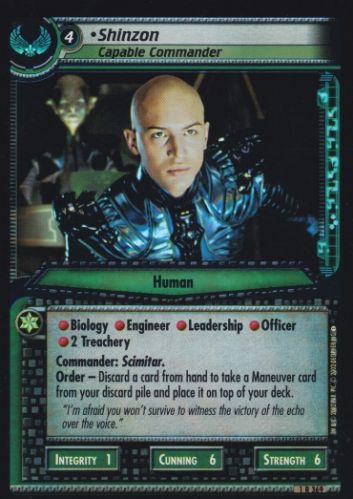 4
•Shinzon
Capable Commander
Human
Biology Engineer Leadership Officer
2 Treachery
Commander: Scimitar.
Order – Discard a card from hand to take a Maneuver card
from your discard pile and place it on top of your deck.
"I'm afraid you won't survive to witness the victory of the echo
over the voice."
INTEGRITY 1 CUNNING 6 STRENGTH 6